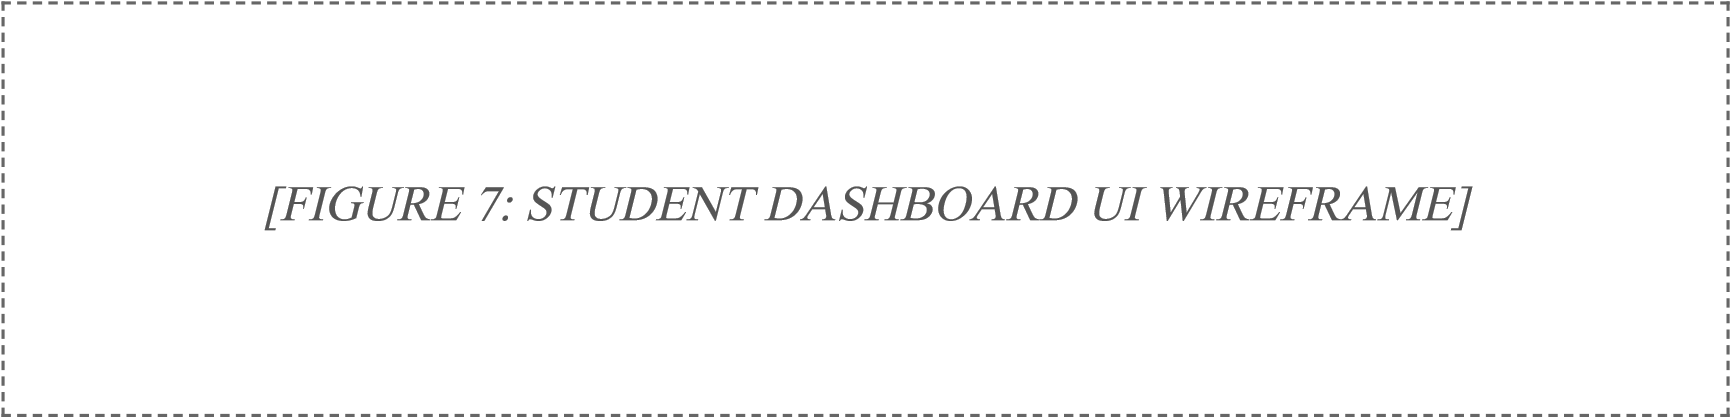 [FIGURE 7: STUDENT DASHBOARD UI WIREFRAME]